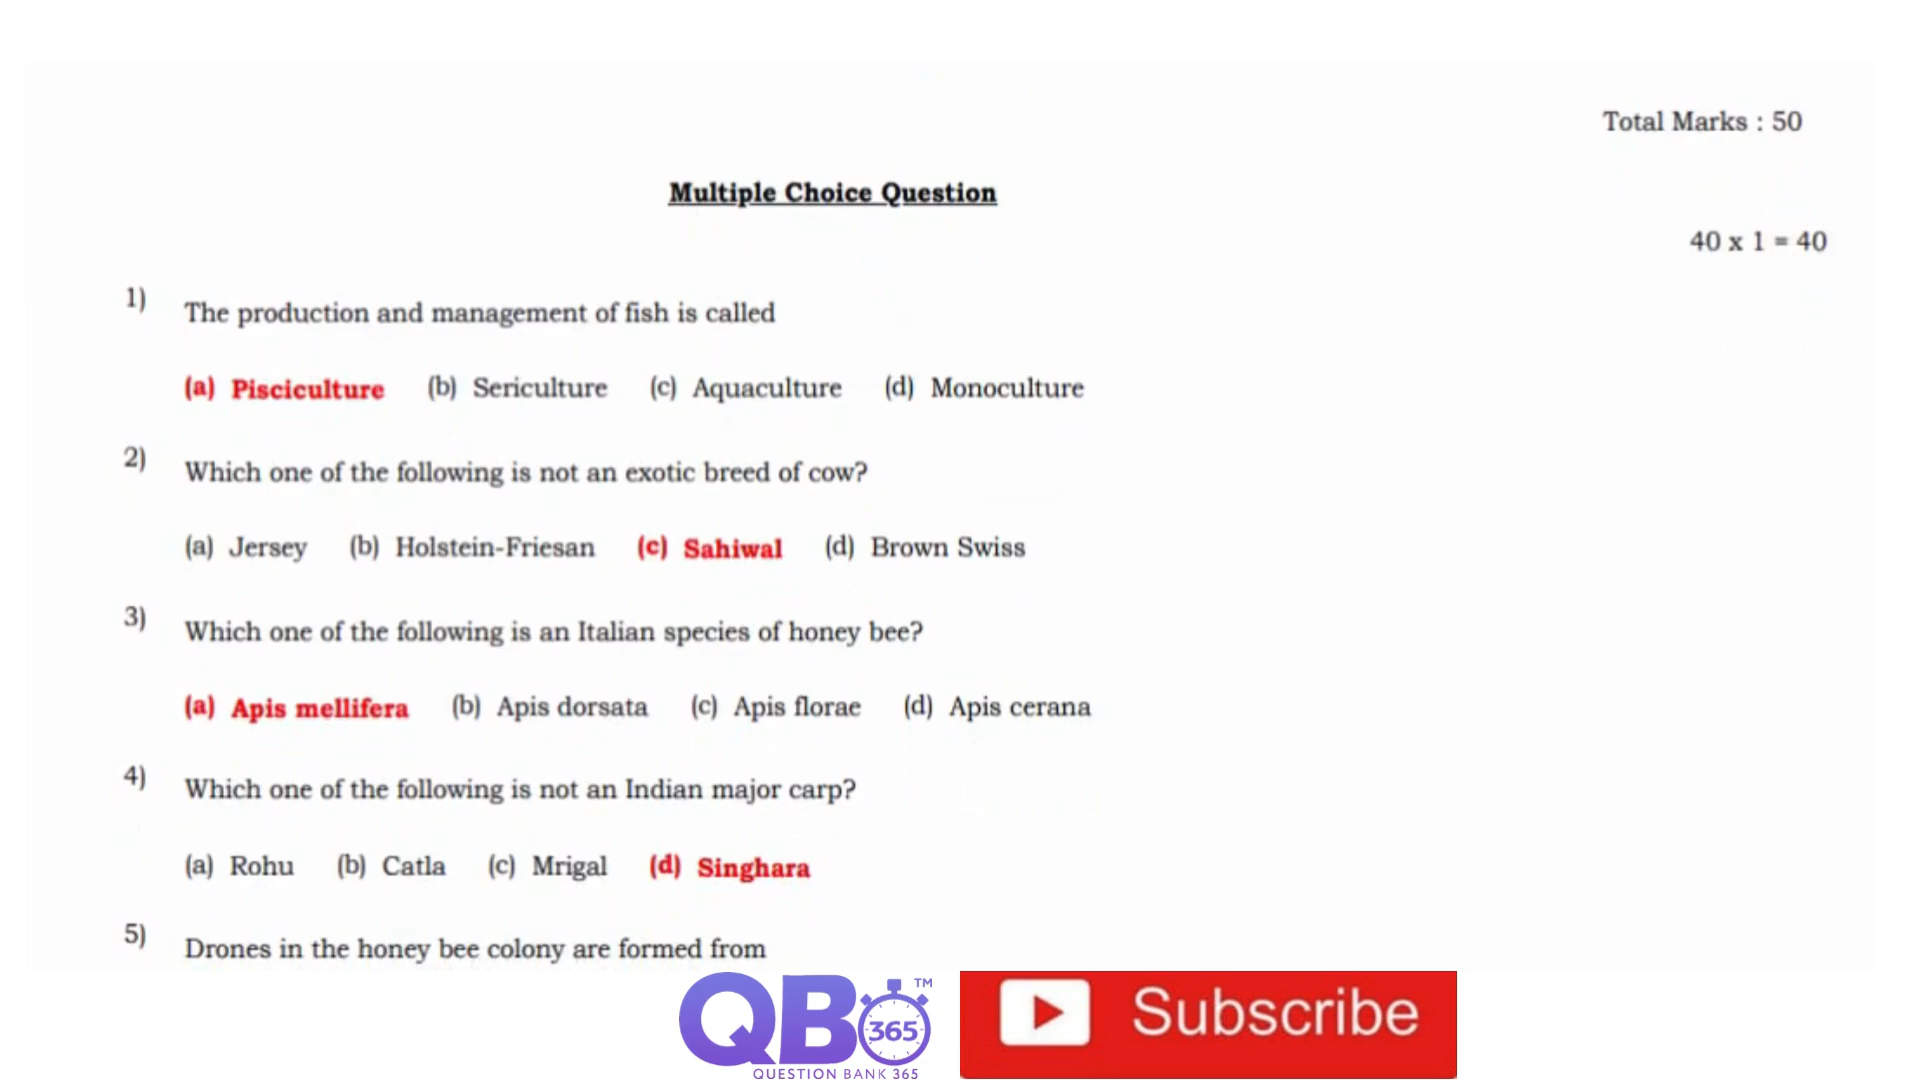 Total Marks : 50
Multiple Choice Question
40 x 1 = 40
1) The production and management of fish is called
(a) Pisciculture (b) Sericulture (c) Aquaculture (d) Monoculture
2) Which one of the following is not an exotic breed of cow?
(a) Jersey (b) Holstein-Friesan (c) Sahiwal (d) Brown Swiss
3) Which one of the following is an Italian species of honey bee?
(a) Apis mellifera (b) Apis dorsata (c) Apis florae (d) Apis cerana
4) Which one of the following is not an Indian major carp?
(a) Rohu (b) Catla (c) Mrigal (d) Singhara
5) Drones in the honey bee colony are formed from
QB 365 ™
QUESTION BANK 365
Subscribe